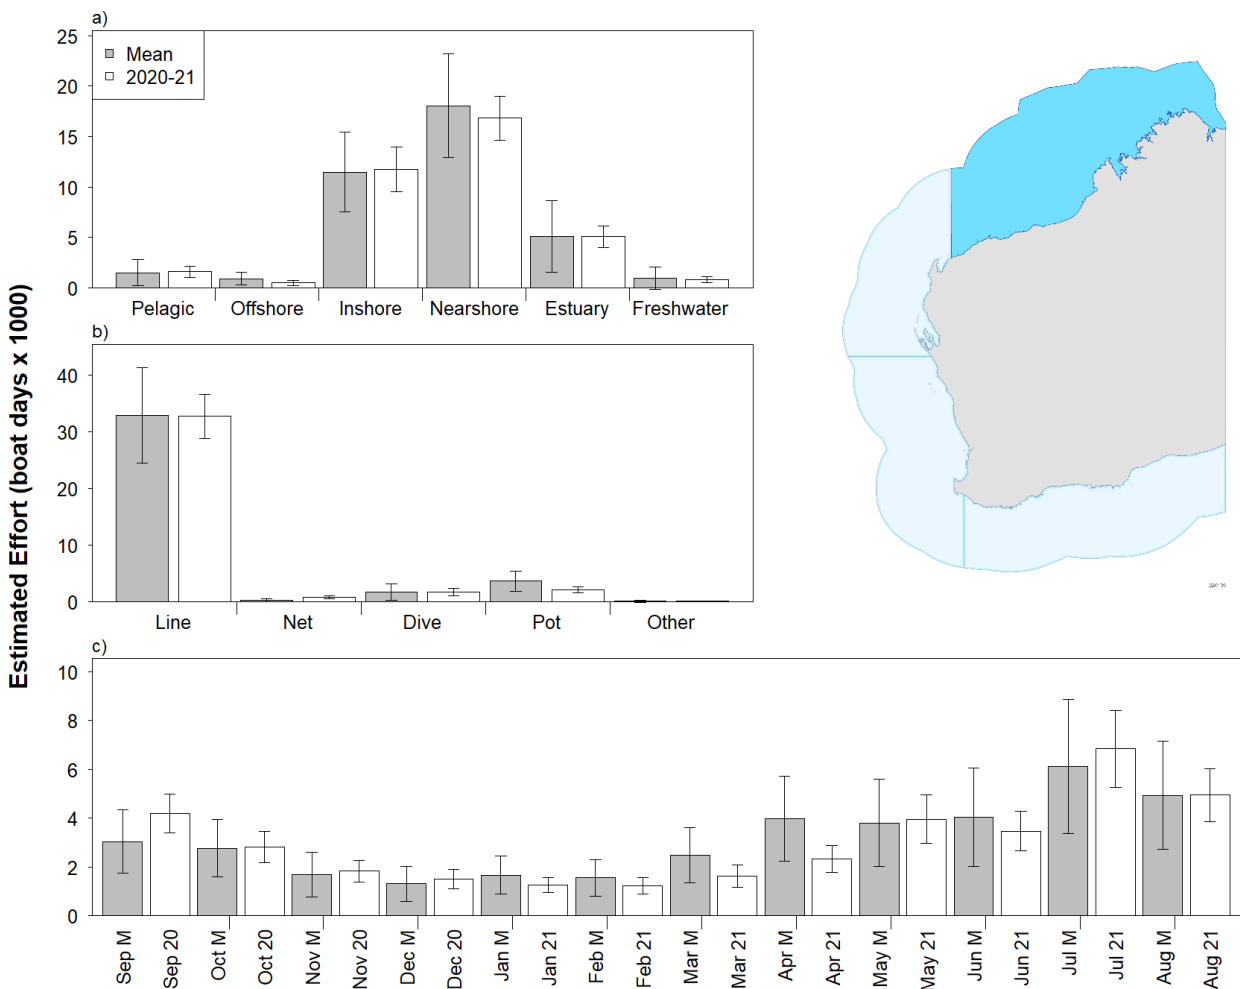 a)
25
20
15
10
5
0
Mean
2020-21
Pelagic Offshore Inshore Nearshore Estuary Freshwater
b)
40
30
20
10
0
Line Net Dive Pot Other
c)
10
8
6
4
2
0
Sep M Sep 20 Oct M Oct 20 Nov M Nov 20 Dec M Dec 20 Jan M Jan 21 Feb M Feb 21 Mar M Mar 21 Apr M Apr 21 May M May 21 Jun M Jun 21 Jul M Jul 21 Aug M Aug 21
Estimated Effort (boat days x 1000)